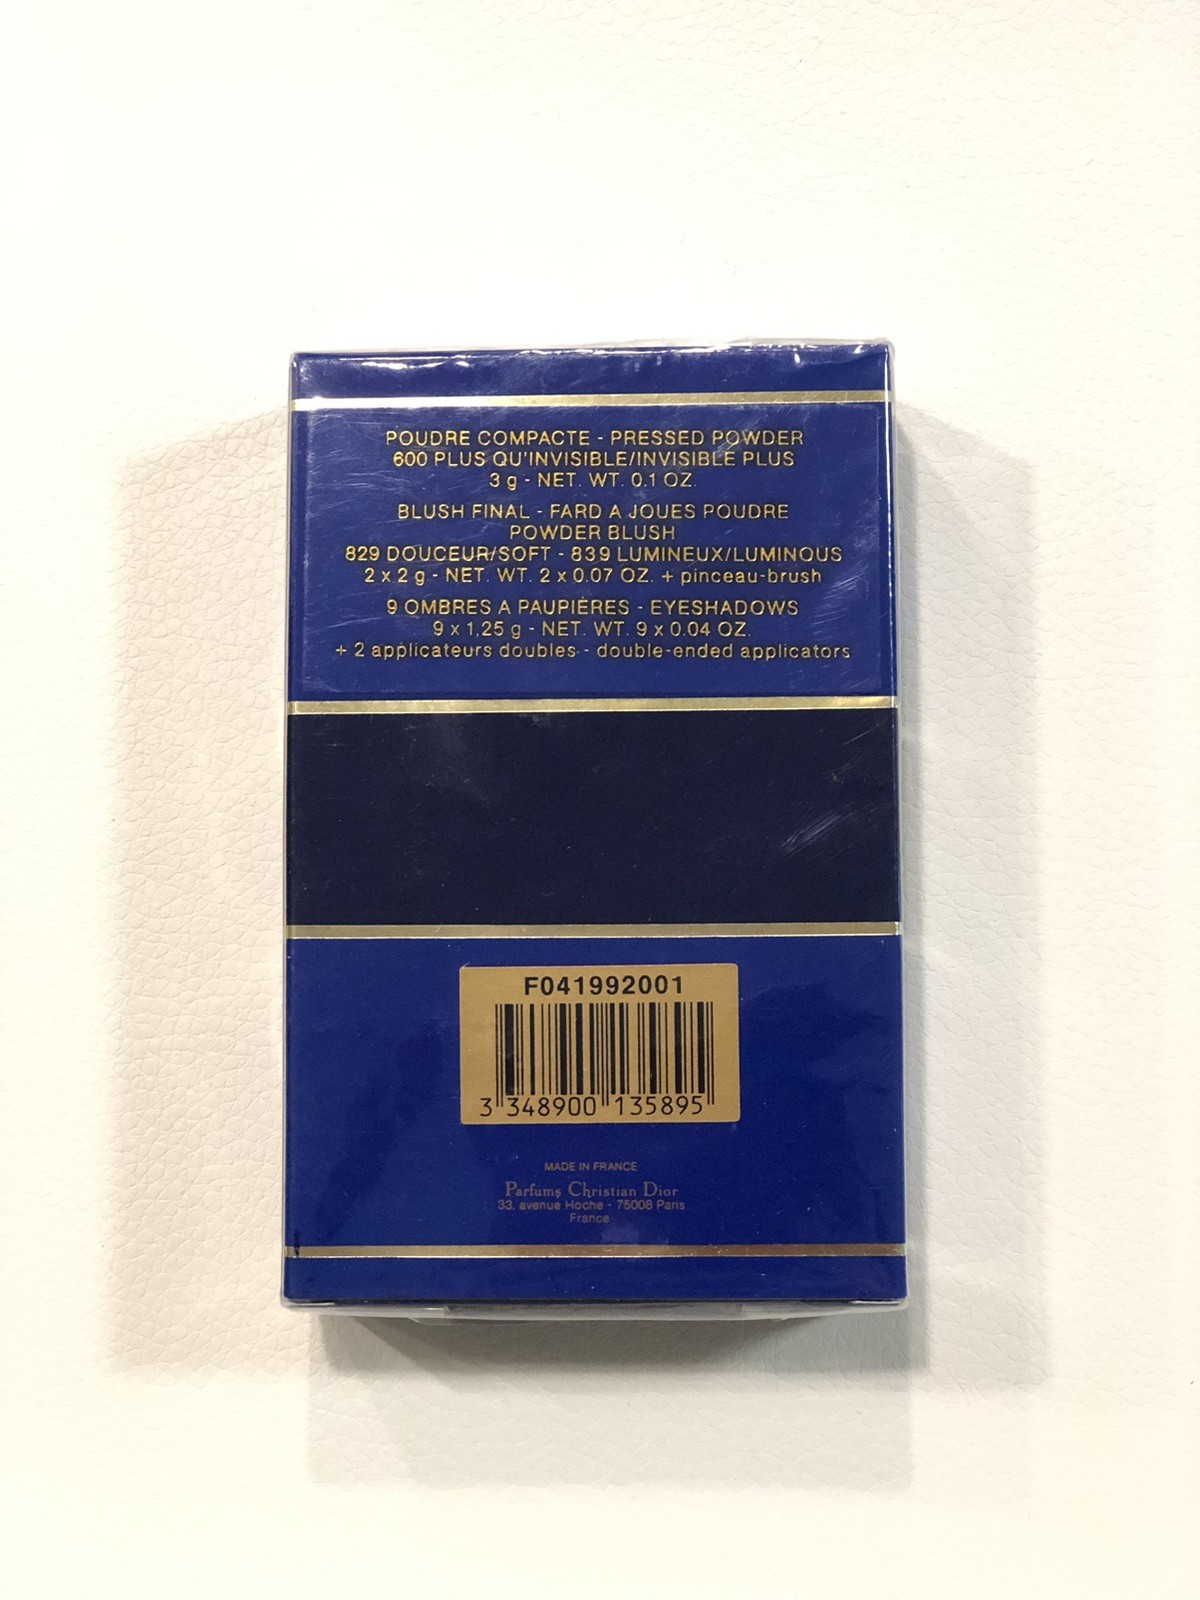 POUDRE COMPACTE - PRESSED POWDER
600 PLUS QU'INVISIBLE/INVISIBLE PLUS
3 g - NET. WT. 0.1 OZ.
BLUSH FINAL - FARD A JOUES POUDRE
POWDER BLUSH
829 DOUCEUR/SOFT - 839 LUMINEUX/LUMINOUS
2 x 2 g - NET. WT. 2 x 0.07 OZ. + pinceau-brush
9 OMBRES A PAUPIÈRES - EYESHADOWS
9 x 1,25 g - NET. WT. 9 x 0.04 OZ.
+ 2 applicateurs doubles - double-ended applicators
F041992001
3 348900 135895
MADE IN FRANCE
Parfums Christian Dior
33, avenue Hoche - 75008 Paris
France